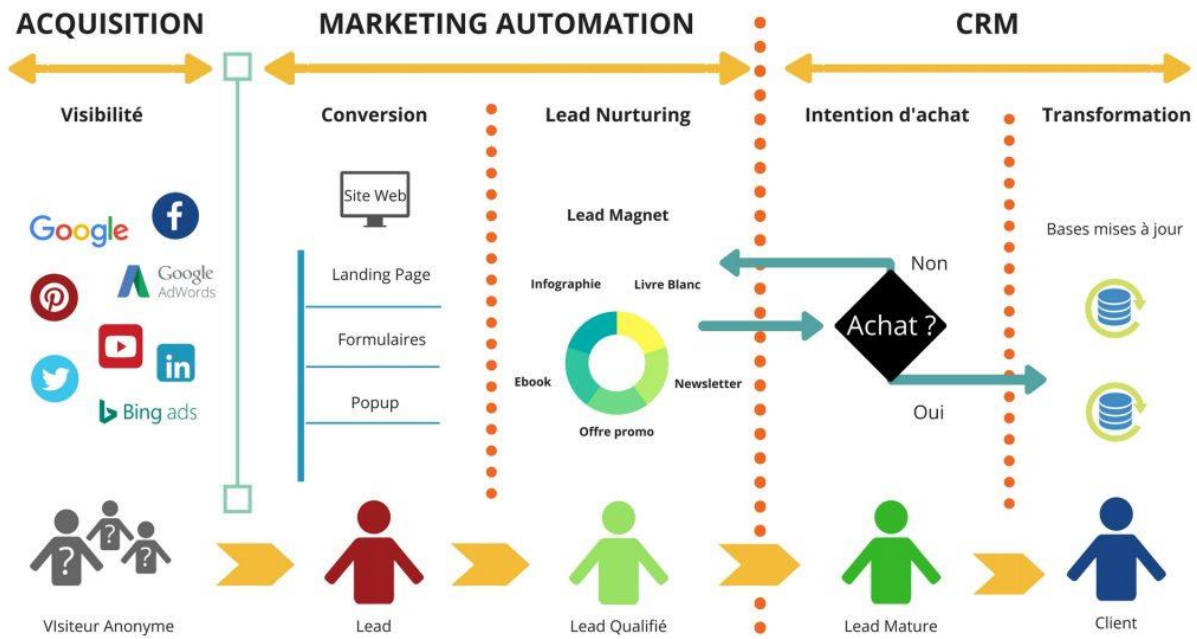 ACQUISITION
MARKETING AUTOMATION
CRM
Visibilité
Conversion
Lead Nurturing
Intention d'achat
Transformation
Google
f
Google
AdWords
in
Bing ads
Site Web
Landing Page
Formulaires
Popup
Lead Magnet
Infographie
Livre Blanc
Ebook
Newsletter
Offre promo
Non
Achat ?
Oui
Bases mises à jour
?
?
?
VIsiteur Anonyme
Lead
Lead Qualifié
Lead Mature
Client